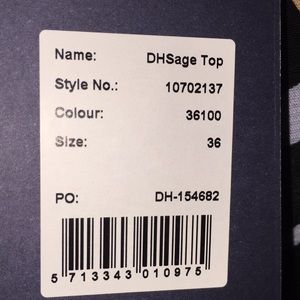 Name: DHSage Top
Style No.: 10702137
Colour: 36100
Size: 36
PO: DH-154682
5 713343 010975